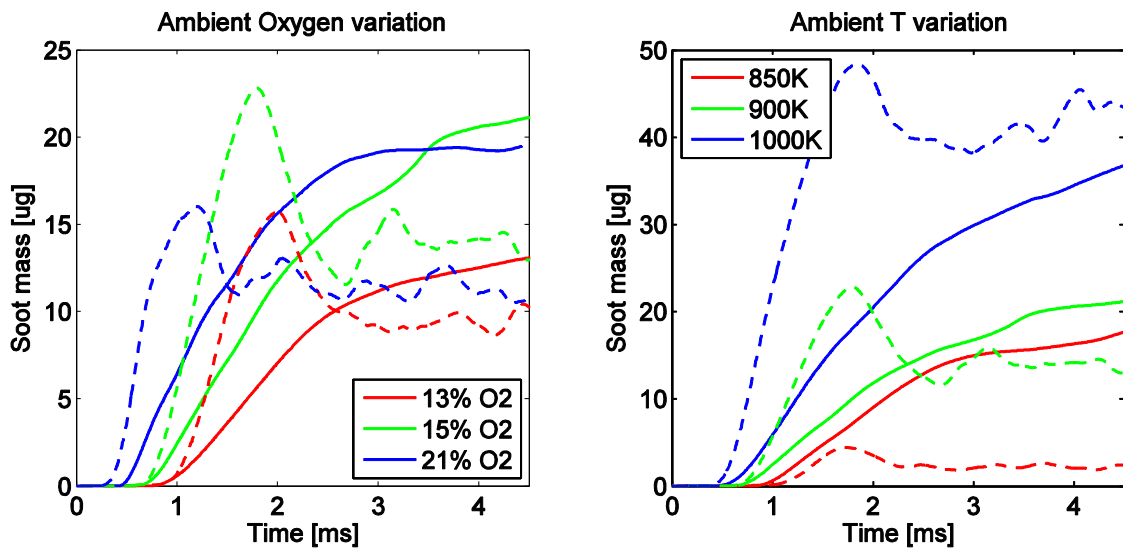 Ambient Oxygen variation
25
20
15
10
5
0
Soot mass [ug]
0 1 2 3 4
Time [ms]
13% O2
15% O2
21% O2
Ambient T variation
50
40
30
20
10
0
Soot mass [ug]
0 1 2 3 4
Time [ms]
850K
900K
1000K